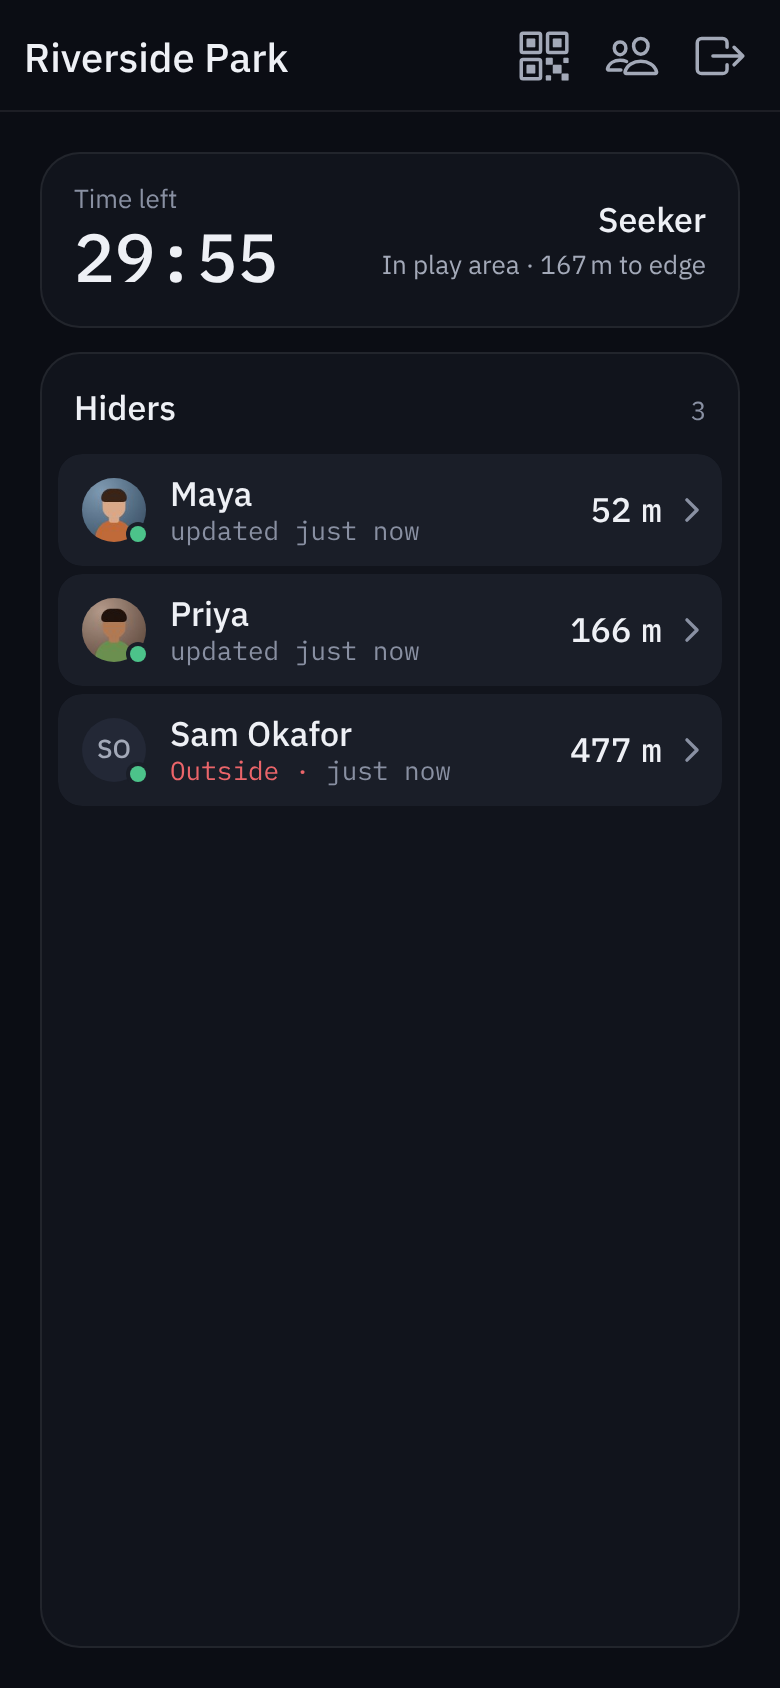 Riverside Park
Time left
29:55
Seeker
In play area · 167 m to edge
Hiders
3
Maya
updated just now
52 m
Priya
updated just now
166 m
SO
Sam Okafor
Outside · just now
477 m